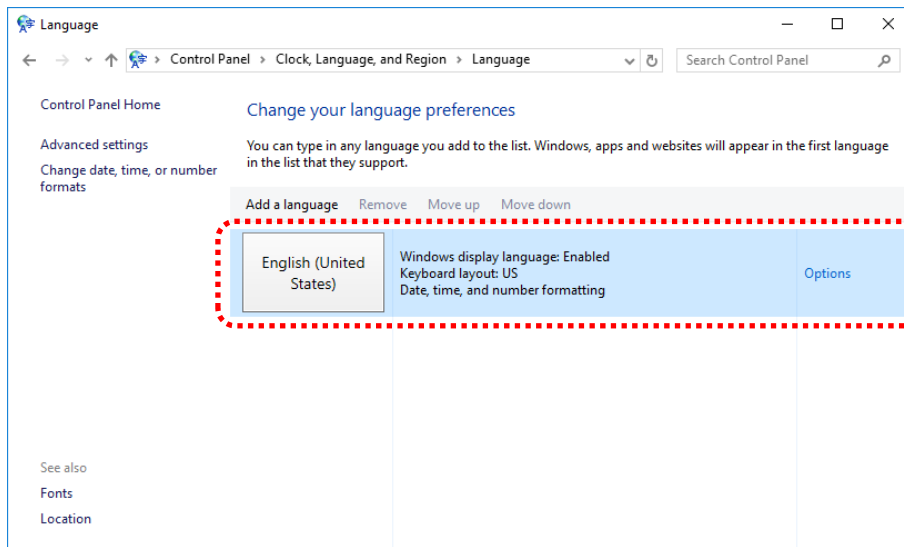 Language
Control Panel > Clock, Language, and Region > Language
Search Control Panel
Control Panel Home
Advanced settings
Change date, time, or number
formats
Change your language preferences
You can type in any language you add to the list. Windows, apps and websites will appear in the first language
in the list that they support.
Add a language Remove Move up Move down
English (United
States)
Windows display language: Enabled
Keyboard layout: US
Date, time, and number formatting
Options
See also
Fonts
Location